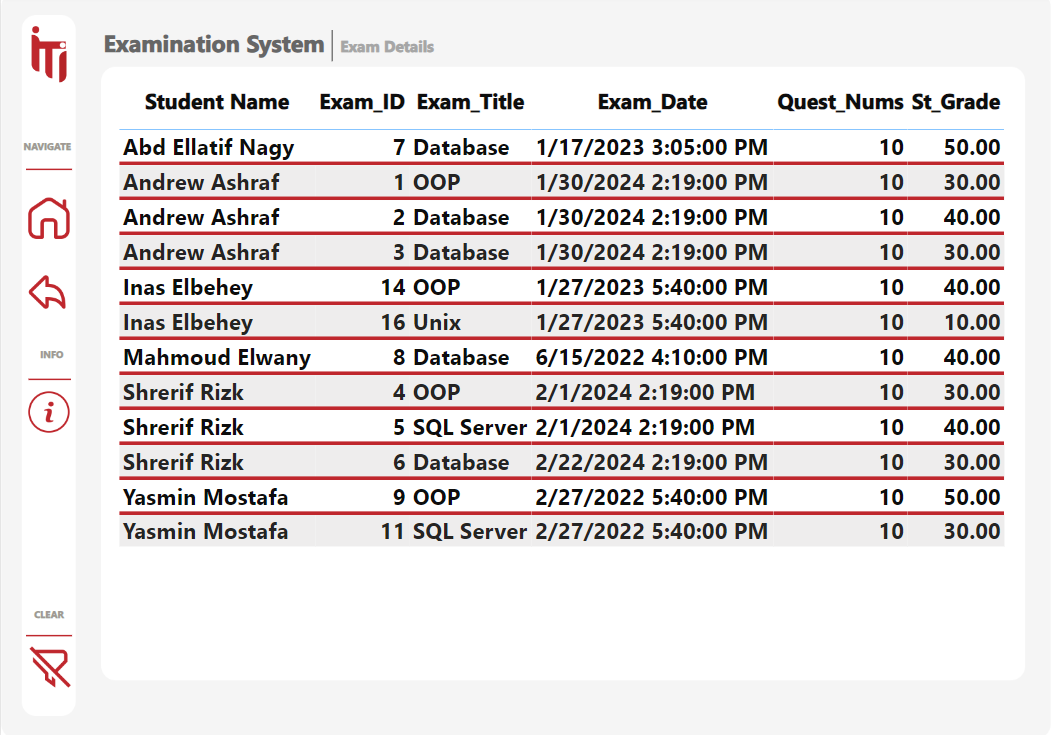 iTi
Examination System | Exam Details
Student Name Exam_ID Exam_Title Exam_Date Quest_Nums St_Grade
NAVIGATE
Abd Ellatif Nagy 7 Database 1/17/2023 3:05:00 PM 10 50.00
Andrew Ashraf 1 OOP 1/30/2024 2:19:00 PM 10 30.00
Andrew Ashraf 2 Database 1/30/2024 2:19:00 PM 10 40.00
Andrew Ashraf 3 Database 1/30/2024 2:19:00 PM 10 30.00
Inas Elbehey 14 OOP 1/27/2023 5:40:00 PM 10 40.00
Inas Elbehey 16 Unix 1/27/2023 5:40:00 PM 10 10.00
INFO
Mahmoud Elwany 8 Database 6/15/2022 4:10:00 PM 10 40.00
Shrerif Rizk 4 OOP 2/1/2024 2:19:00 PM 10 30.00
i
Shrerif Rizk 5 SQL Server 2/1/2024 2:19:00 PM 10 40.00
Shrerif Rizk 6 Database 2/22/2024 2:19:00 PM 10 30.00
Yasmin Mostafa 9 OOP 2/27/2022 5:40:00 PM 10 50.00
Yasmin Mostafa 11 SQL Server 2/27/2022 5:40:00 PM 10 30.00
CLEAR